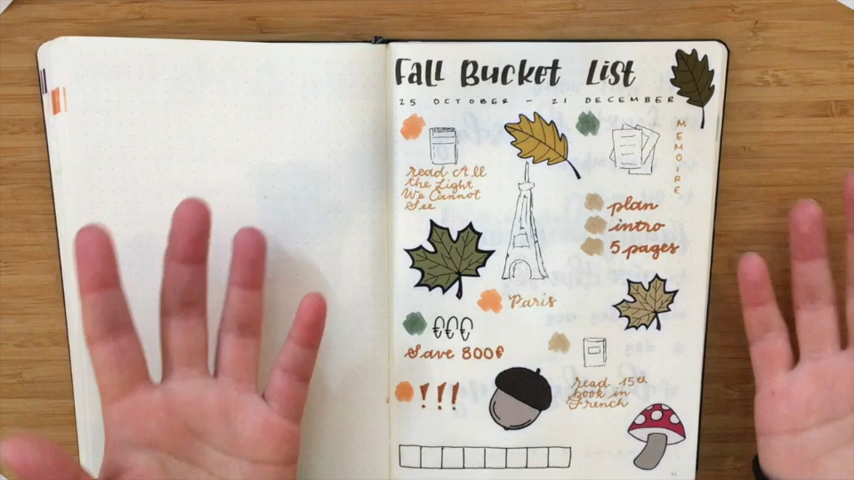 Fall Bucket List
25 OCTOBER - 21 DECEMBER
read All
the Light
We Cannot
See
MEMOIRE
plan
intro
5 pages
Paris
€€€
Save 800€
read 15th
book in
French
!!!